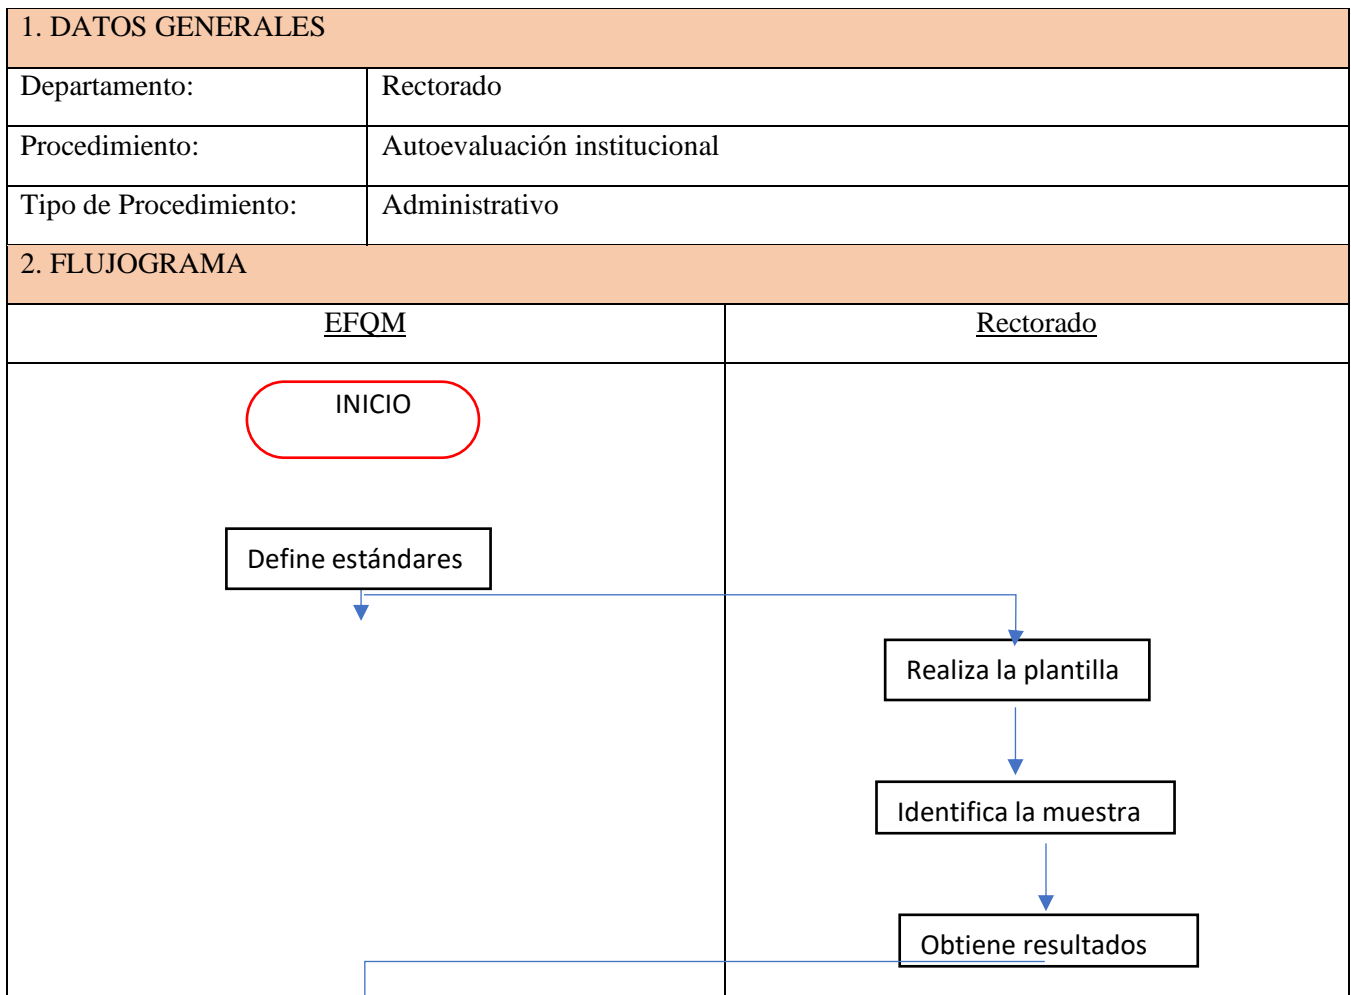 1. DATOS GENERALES
Departamento: Rectorado
Procedimiento: Autoevaluación institucional
Tipo de Procedimiento: Administrativo
2. FLUJOGRAMA
EFQM Rectorado
INICIO
Define estándares
Realiza la plantilla
Identifica la muestra
Obtiene resultados